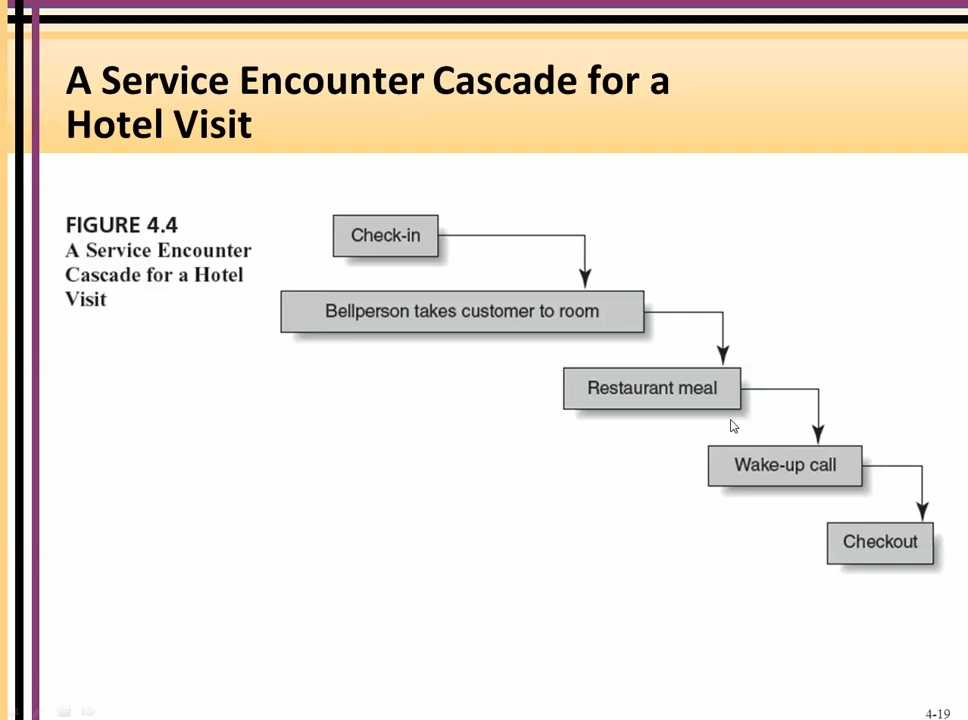 A Service Encounter Cascade for a
Hotel Visit
FIGURE 4.4
A Service Encounter
Cascade for a Hotel
Visit
Check-in
Bellperson takes customer to room
Restaurant meal
Wake-up call
Checkout
4-19